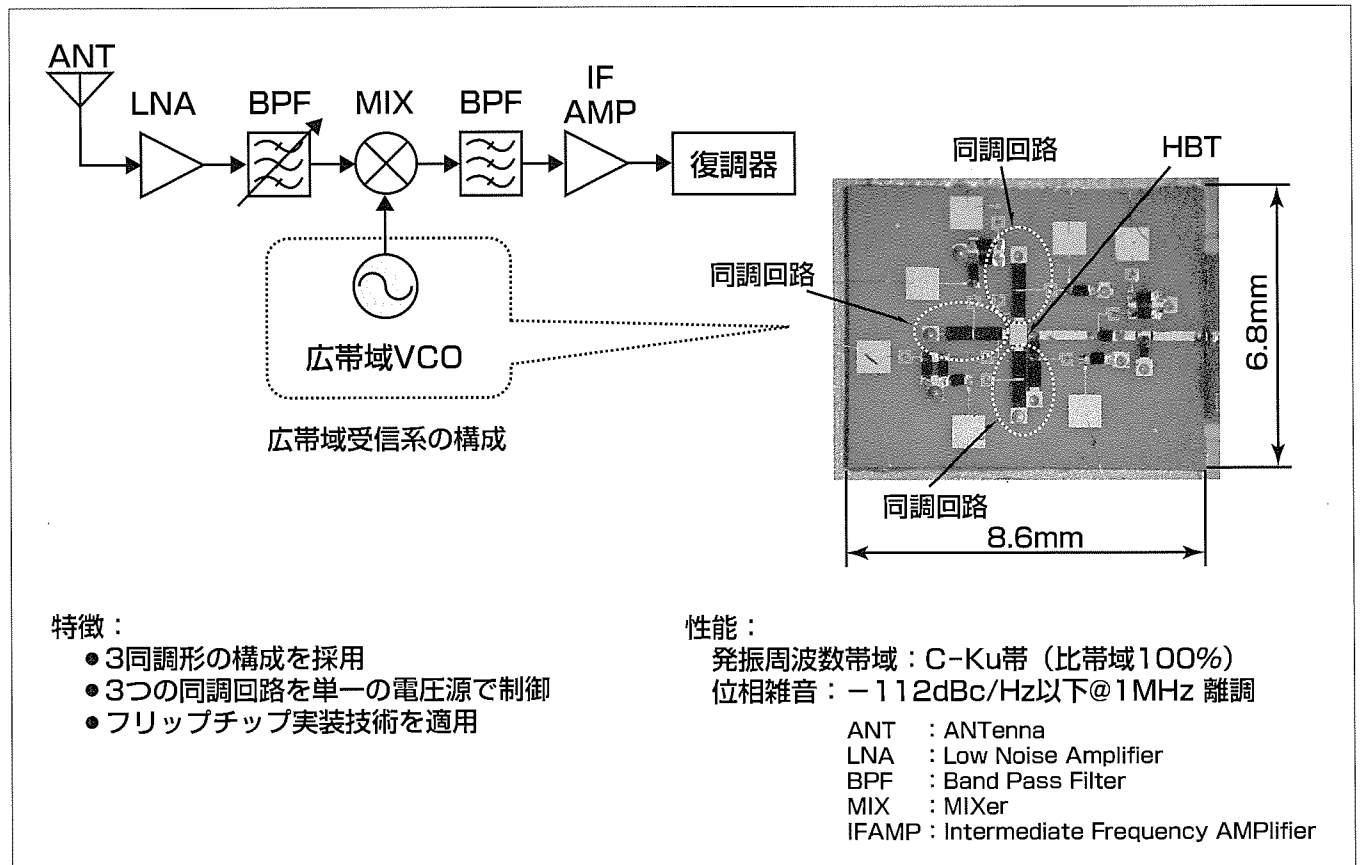 ANT
LNA
BPF
MIX
BPF
IF
AMP
復調器
広帯域VCO
広帯域受信系の構成
同調回路
HBT
同調回路
同調回路
6.8mm
8.6mm
特徴：
●3同調形の構成を採用
●3つの同調回路を単一の電圧源で制御
●フリップチップ実装技術を適用
性能：
発振周波数帯域：C-Ku帯（比帯域100%）
位相雑音：－112dBc/Hz以下@1MHz 離調
ANT ：ANTenna
LNA ：Low Noise Amplifier
BPF ：Band Pass Filter
MIX ：MIXer
IFAMP：Intermediate Frequency AMPlifier